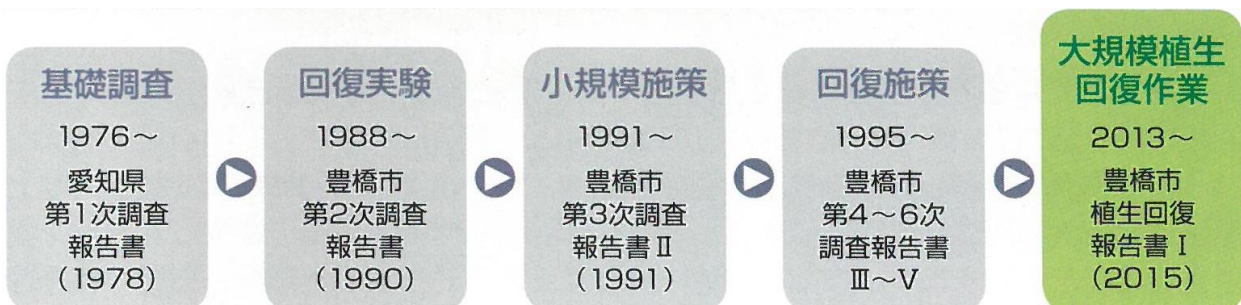 基礎調査
1976～
愛知県
第1次調査
報告書
(1978)
回復実験
1988～
豊橋市
第2次調査
報告書
(1990)
小規模施策
1991～
豊橋市
第3次調査
報告書Ⅱ
(1991)
回復施策
1995～
豊橋市
第4～6次
調査報告書
Ⅲ～Ⅴ
大規模植生
回復作業
2013～
豊橋市
植生回復
報告書Ⅰ
(2015)